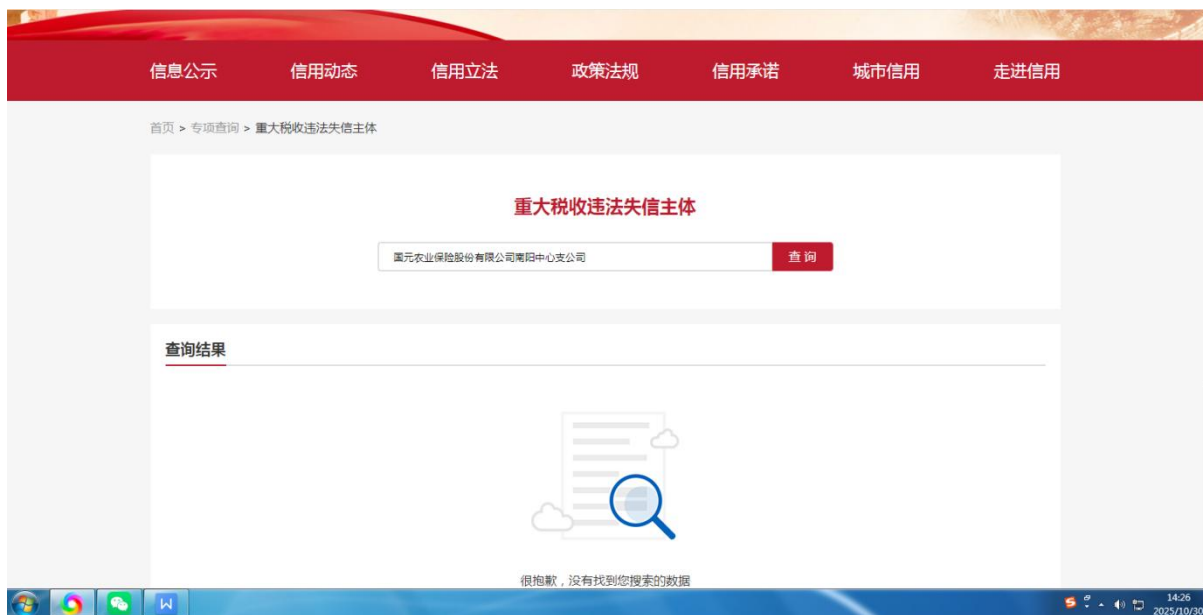 信息公示 信用动态 信用立法 政策法规 信用承诺 城市信用 走进信用
首页 > 专项查询 > 重大税收违法失信主体
重大税收违法失信主体
国元农业保险股份有限公司南阳中心支公司 查询
查询结果
很抱歉，没有找到您搜索的数据
14:26
2025/10/30